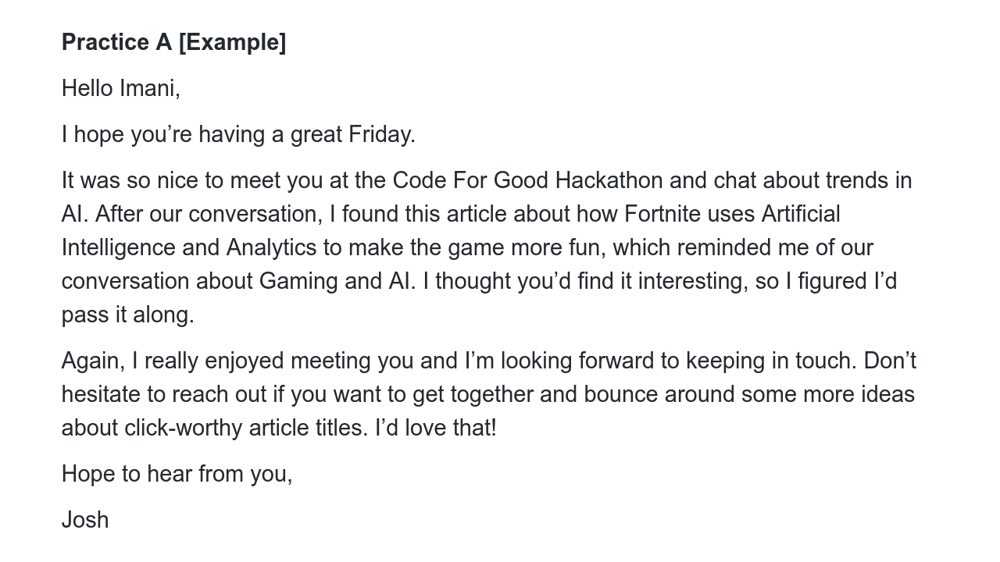 Practice A [Example]
Hello Imani,
I hope you’re having a great Friday.
It was so nice to meet you at the Code For Good Hackathon and chat about trends in
AI. After our conversation, I found this article about how Fortnite uses Artificial
Intelligence and Analytics to make the game more fun, which reminded me of our
conversation about Gaming and AI. I thought you’d find it interesting, so I figured I’d
pass it along.
Again, I really enjoyed meeting you and I’m looking forward to keeping in touch. Don’t
hesitate to reach out if you want to get together and bounce around some more ideas
about click-worthy article titles. I’d love that!
Hope to hear from you,
Josh